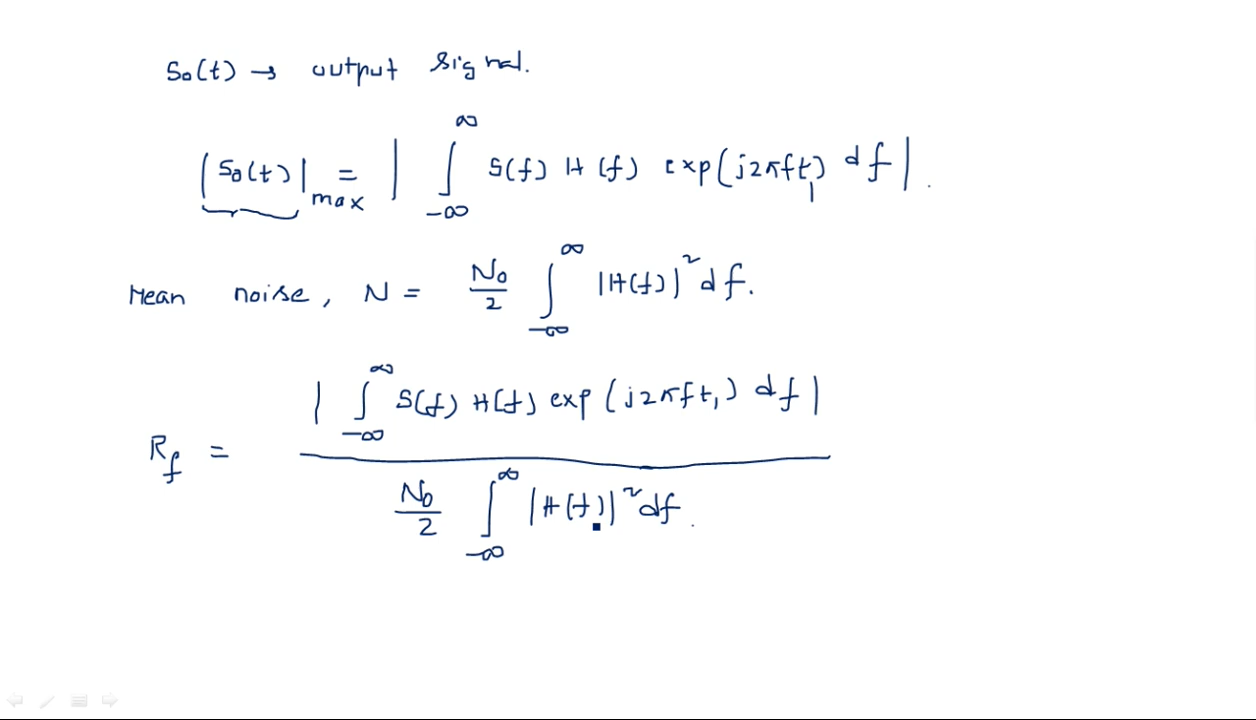 So(t) → output signal.
|So(t)|max = | ∫_{-∞}^{∞} S(f) H(f) exp(j2πft₁) df | .
Mean noise, N = N₀/2 ∫_{-∞}^{∞} |H(f)|² df.
R_f = | ∫_{-∞}^{∞} S(f) H(f) exp(j2πft₁) df |
N₀/2 ∫_{-∞}^{∞} |H(f)|² df .